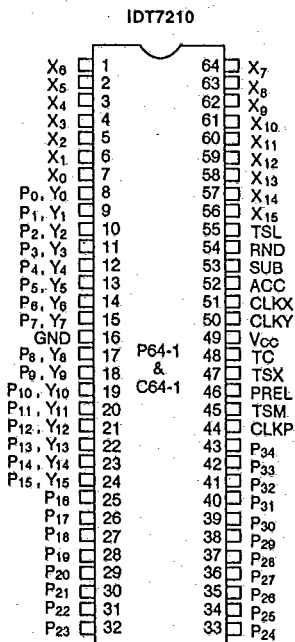 IDT7210
X6 1 64 X7
X5 2 63 X8
X4 3 62 X9
X3 4 61 X10
X2 5 60 X11
X1 6 59 X12
X0 7 58 X13
P0, Y0 8 57 X14
P1, Y1 9 56 X15
P2, Y2 10 55 TSL
P3, Y3 11 54 RND
P4, Y4 12 53 SUB
P5, Y5 13 52 ACC
P6, Y6 14 51 CLKX
P7, Y7 15 50 CLKY
GND 16 P64-1 49 VCC
P8, Y8 17 & 48 TC
P9, Y9 18 C64-1 47 TSX
P10, Y10 19 46 PREL
P11, Y11 20 45 TSM
P12, Y12 21 44 CLKP
P13, Y13 22 43 P34
P14, Y14 23 42 P33
P15, Y15 24 41 P32
P16 25 40 P31
P17 26 39 P30
P18 27 38 P29
P19 28 37 P28
P20 29 36 P27
P21 30 35 P26
P22 31 34 P25
P23 32 33 P24